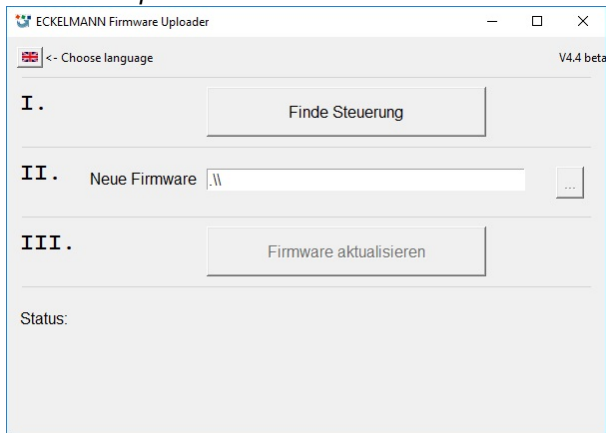 ECKELMANN Firmware Uploader
<- Choose language V4.4 beta
I. Finde Steuerung
II. Neue Firmware .\\ ...
III. Firmware aktualisieren
Status: